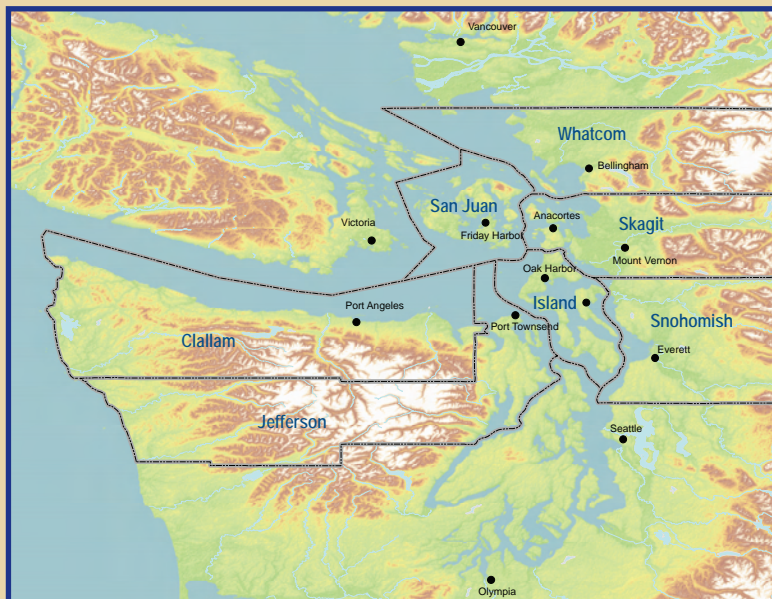 Vancouver
Whatcom
Bellingham
San Juan
Anacortes
Victoria
Friday Harbor
Skagit
Mount Vernon
Oak Harbor
Port Angeles
Island
Port Townsend
Snohomish
Clallam
Everett
Jefferson
Seattle
Olympia